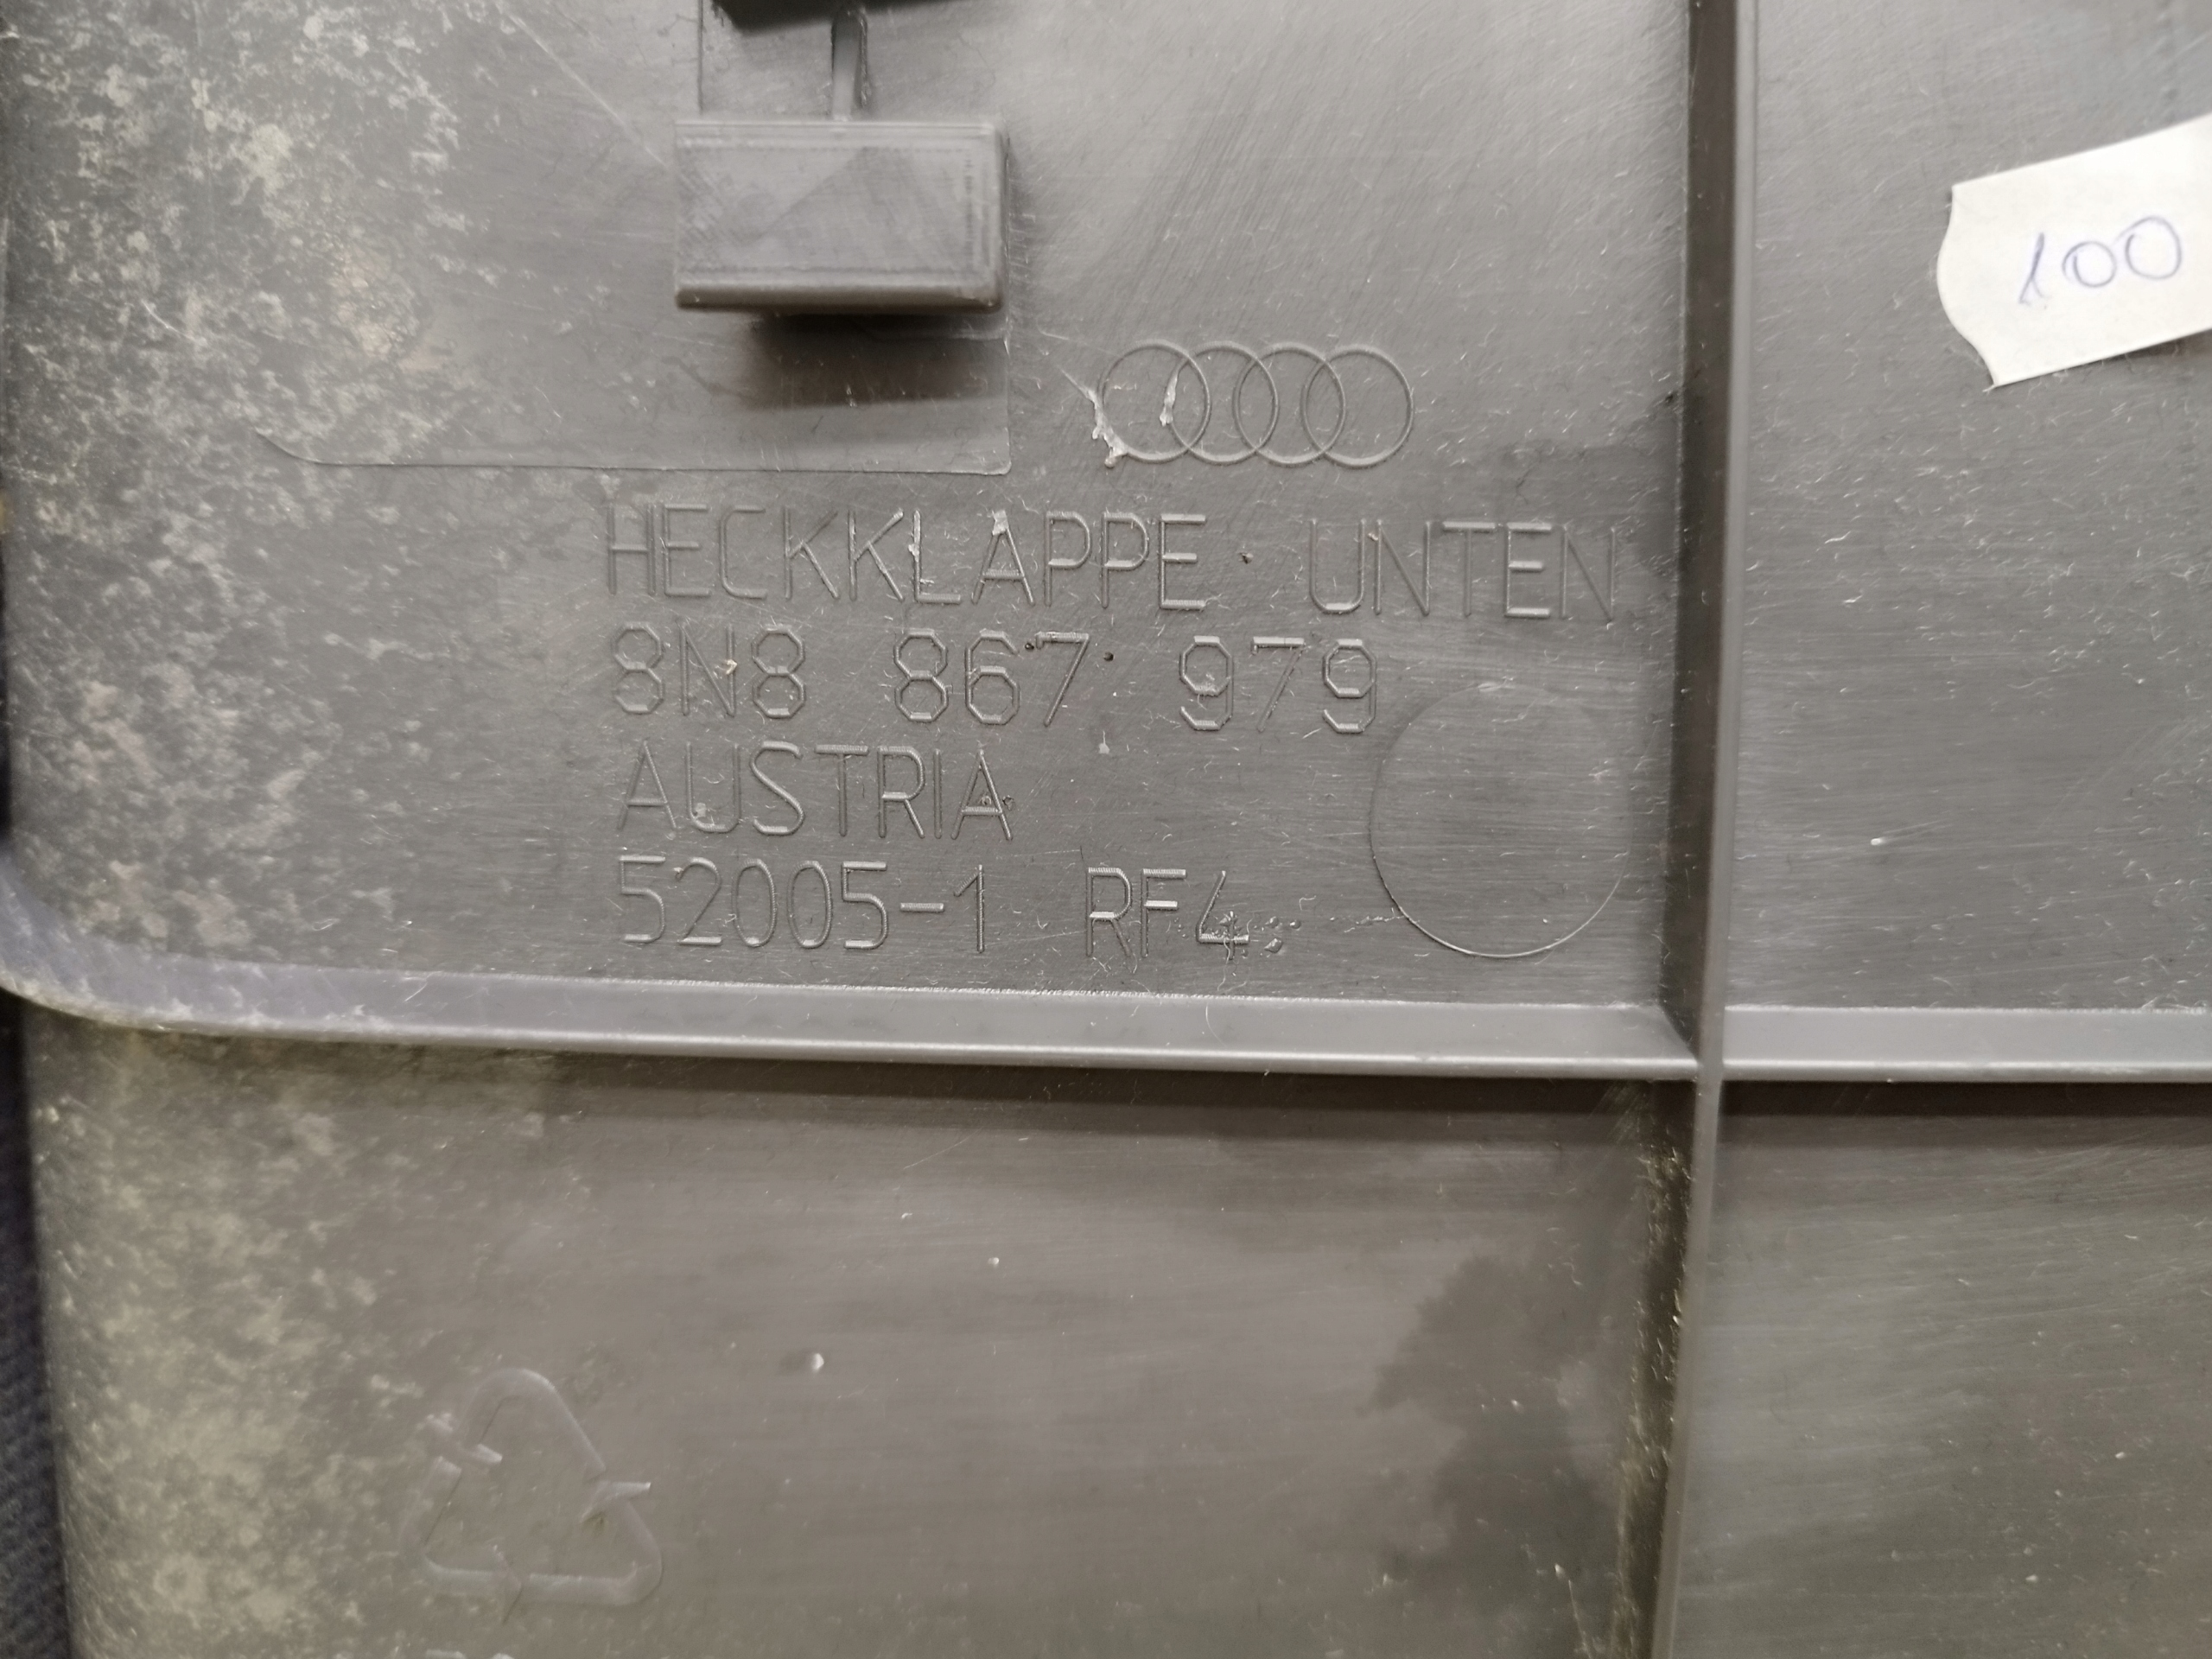 100
HECKKLAPPE UNTEN
8N8 867 979
AUSTRIA
52005-1 RF4